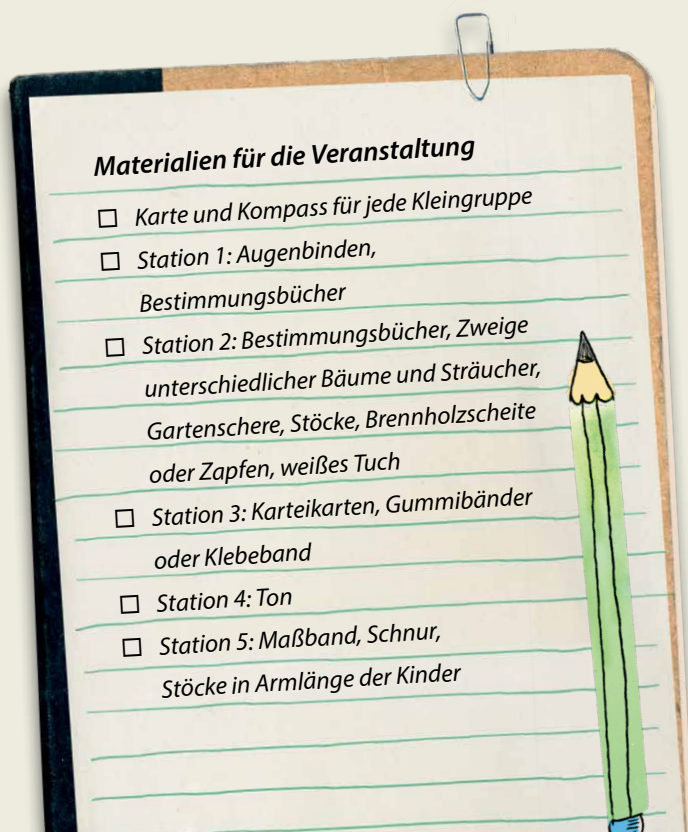 Materialien für die Veranstaltung
☐ Karte und Kompass für jede Kleingruppe
☐ Station 1: Augenbinden,
Bestimmungsbücher
☐ Station 2: Bestimmungsbücher, Zweige
unterschiedlicher Bäume und Sträucher,
Gartenschere, Stöcke, Brennholzscheite
oder Zapfen, weißes Tuch
☐ Station 3: Karteikarten, Gummibänder
oder Klebeband
☐ Station 4: Ton
☐ Station 5: Maßband, Schnur,
Stöcke in Armlänge der Kinder